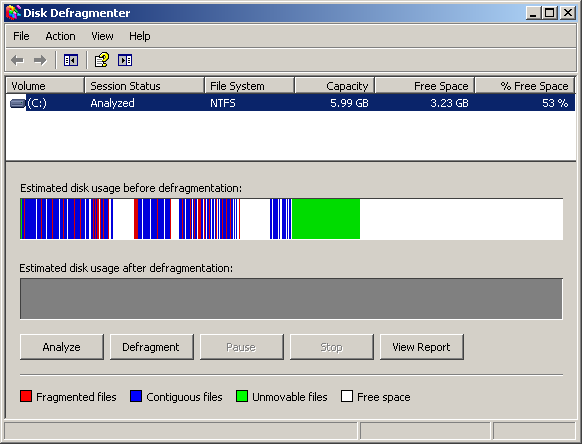 Disk Defragmenter
File Action View Help
Volume Session Status File System Capacity Free Space % Free Space
(C:) Analyzed NTFS 5.99 GB 3.23 GB 53 %
Estimated disk usage before defragmentation:
Estimated disk usage after defragmentation:
Analyze Defragment Pause Stop View Report
Fragmented files Contiguous files Unmovable files Free space